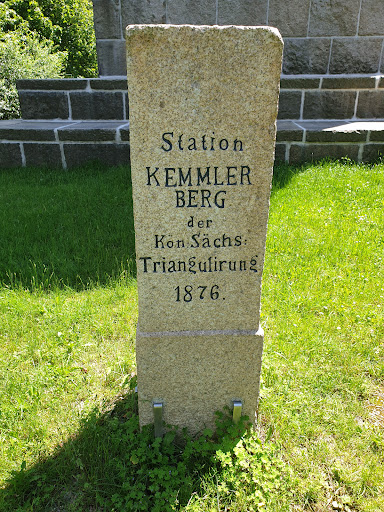 Station
KEMMLER
BERG
der
Kön. Sächs.
Triangulirung
1876.